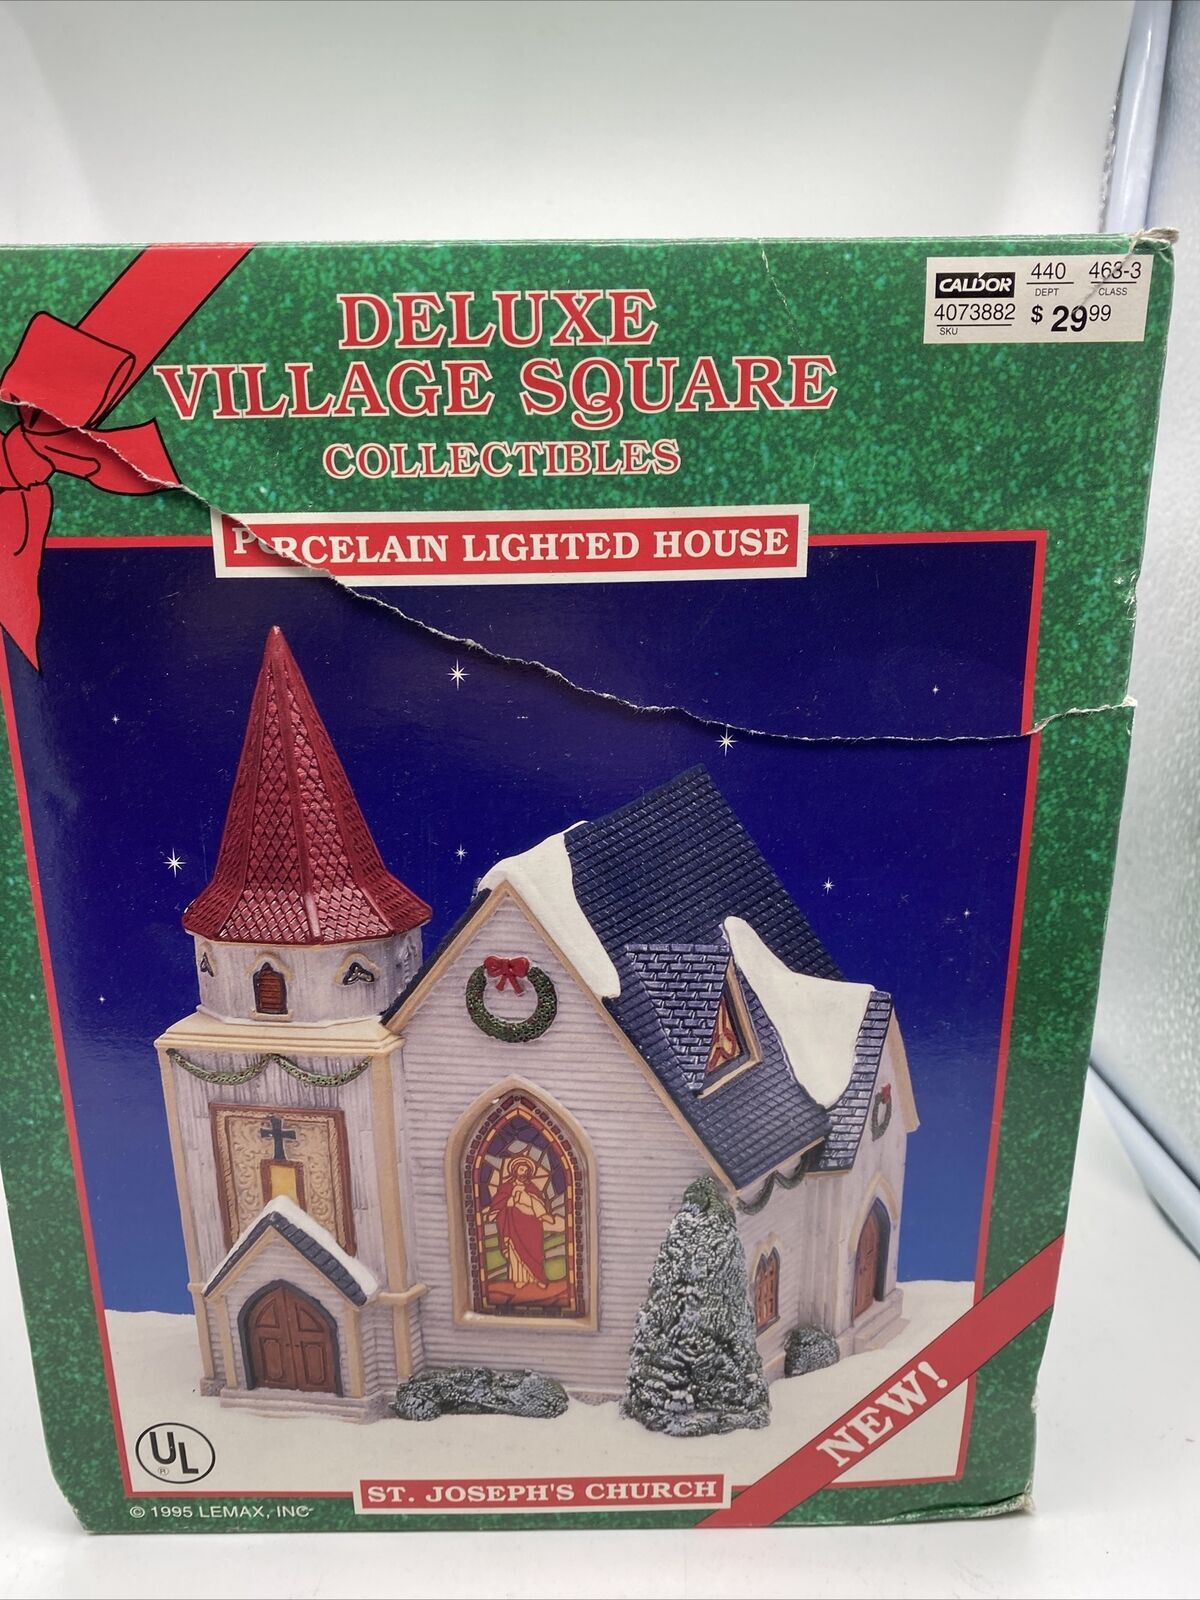 CALDOR 440 463-3
DEPT CLASS
4073882 $ 29.99
SKU
DELUXE
VILLAGE SQUARE
COLLECTIBLES
PORCELAIN LIGHTED HOUSE
UL
®
NEW!
ST. JOSEPH'S CHURCH
© 1995 LEMAX, INC